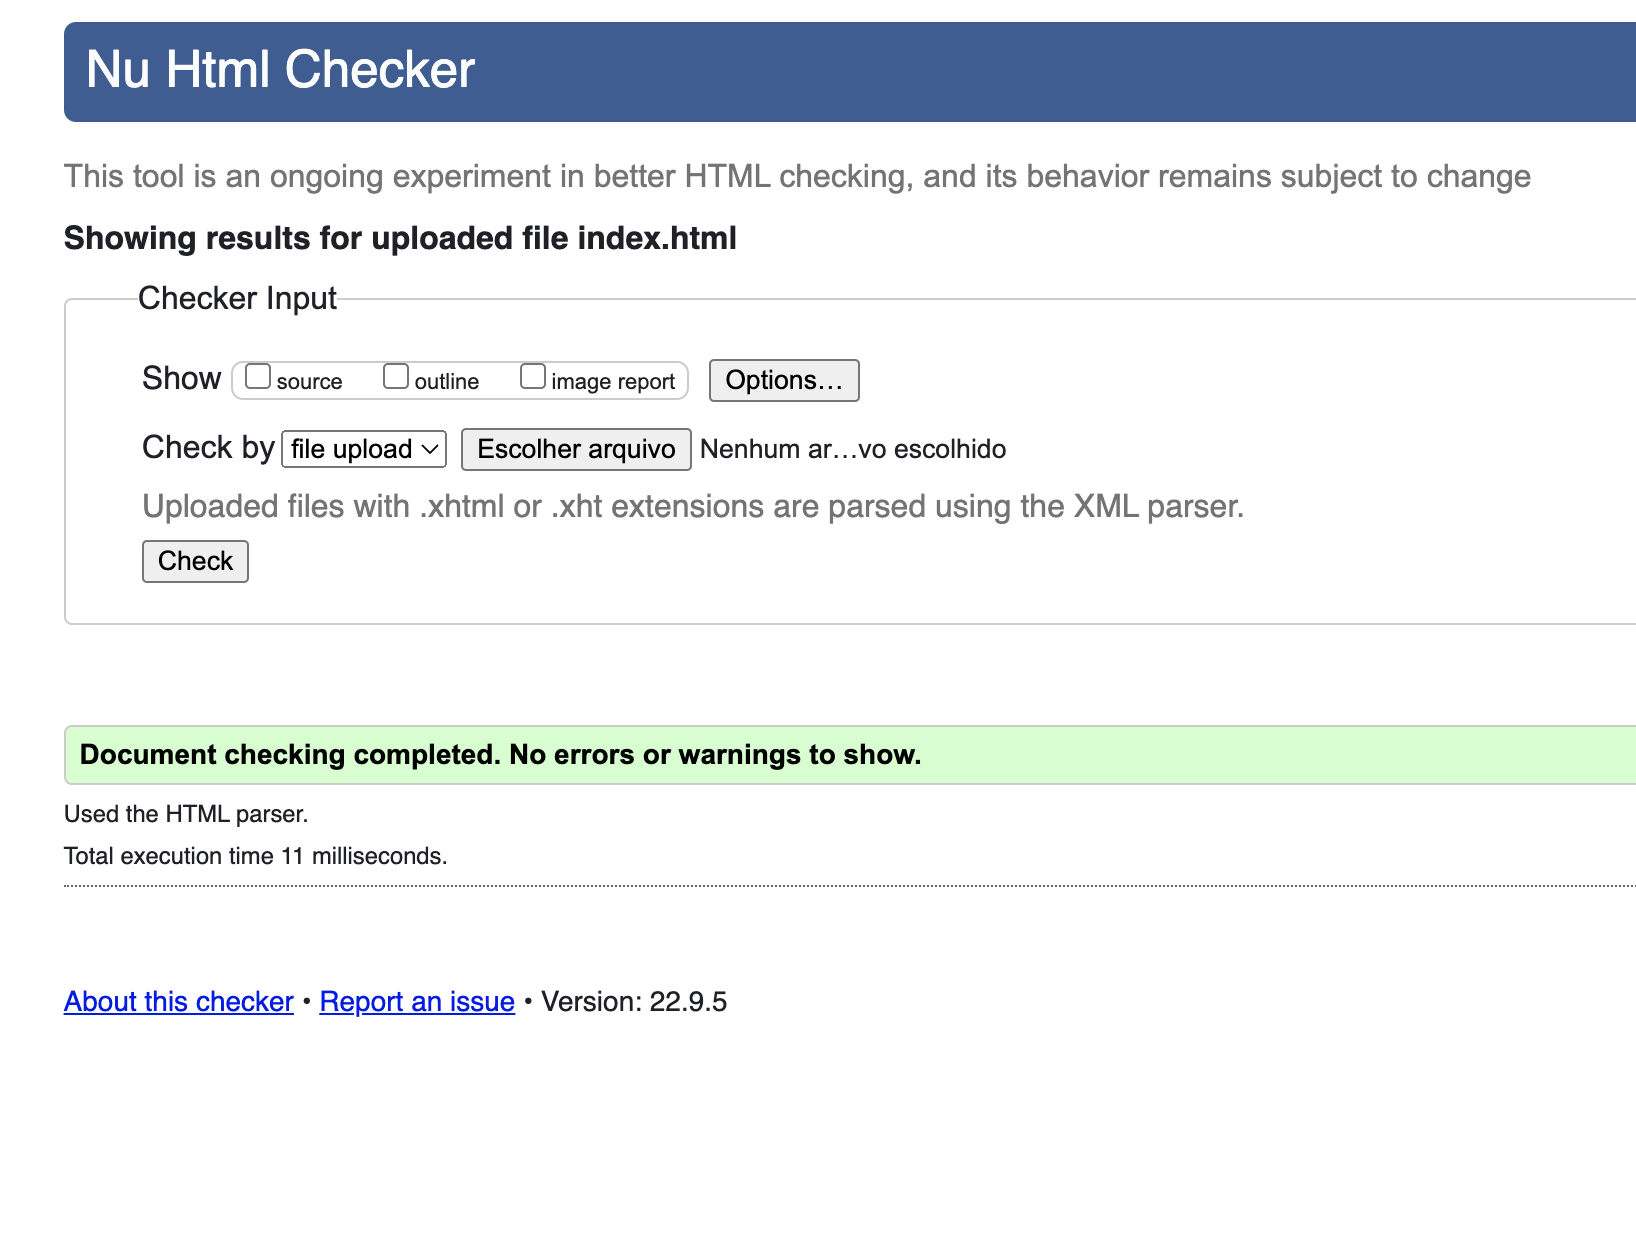 Nu Html Checker
This tool is an ongoing experiment in better HTML checking, and its behavior remains subject to change
Showing results for uploaded file index.html
Checker Input
Show source outline image report Options…
Check by file upload Escolher arquivo Nenhum ar…vo escolhido
Uploaded files with .xhtml or .xht extensions are parsed using the XML parser.
Check
Document checking completed. No errors or warnings to show.
Used the HTML parser.
Total execution time 11 milliseconds.
About this checker • Report an issue • Version: 22.9.5